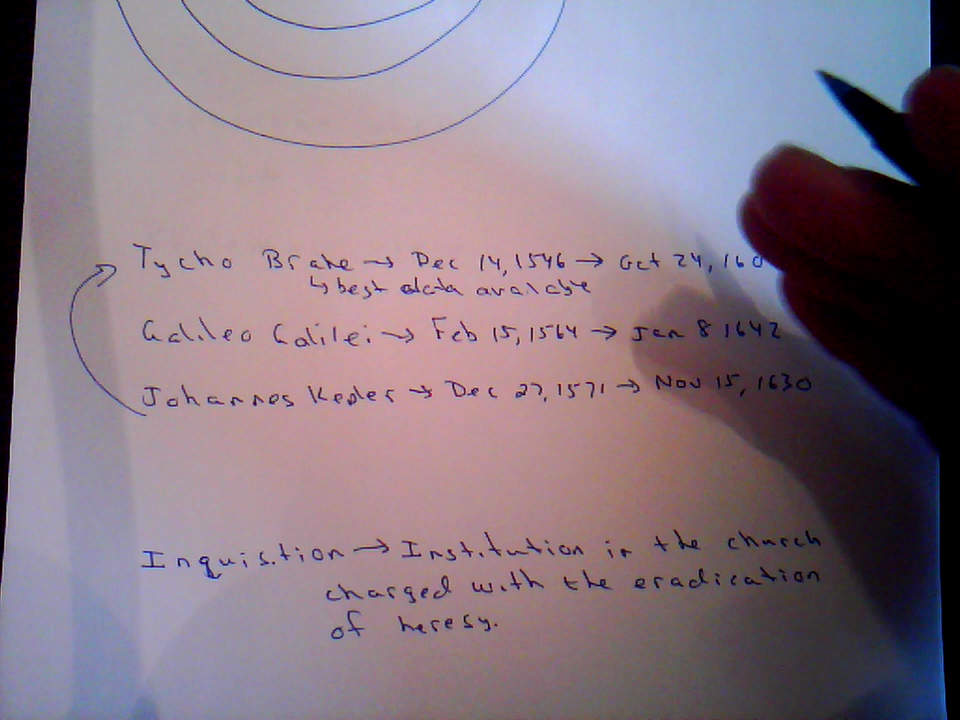 Tycho Brahe → Dec 14, 1546 → Oct 24, 160
↳ best data avalable
Galileo Galilei → Feb 15, 1564 → Jan 8 1642
Johannes Kepler → Dec 27, 1571 → Nov 15, 1630
Inquisition → Institution in the church
charged with the eradication
of heresy.